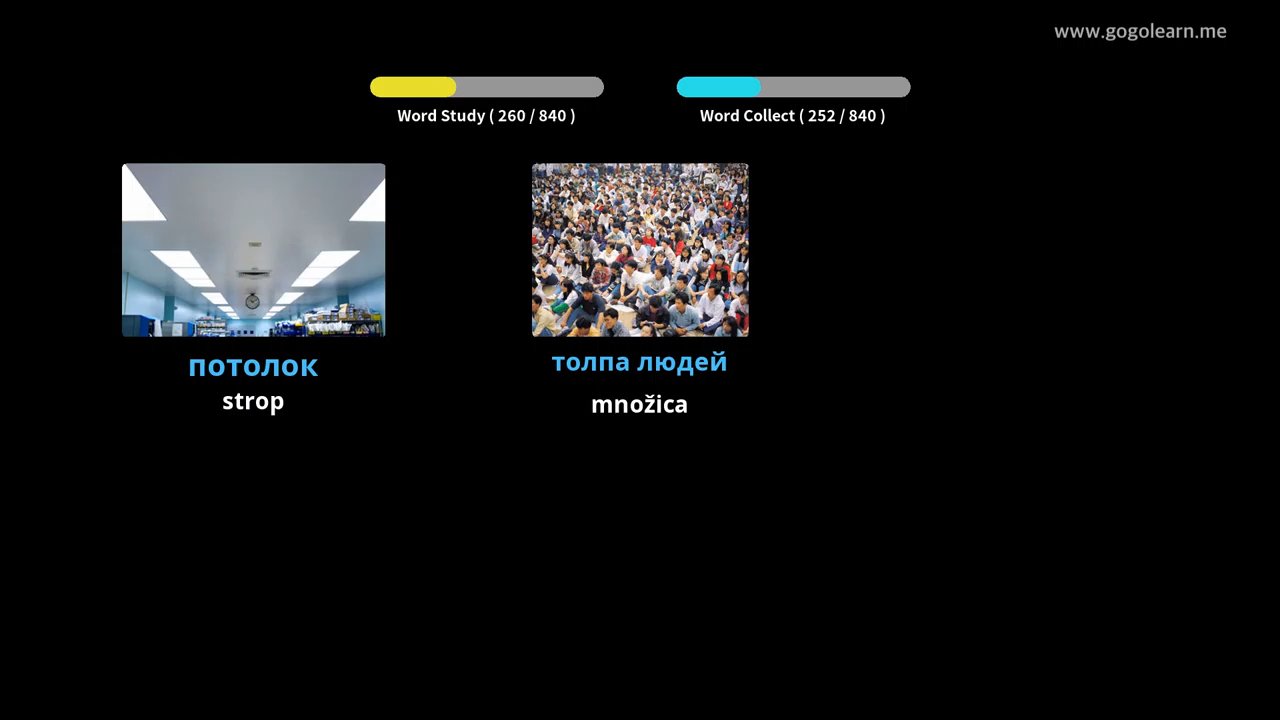 www.gogolearn.me
Word Study ( 260 / 840 )
Word Collect ( 252 / 840 )
потолок
strop
толпа людей
množica